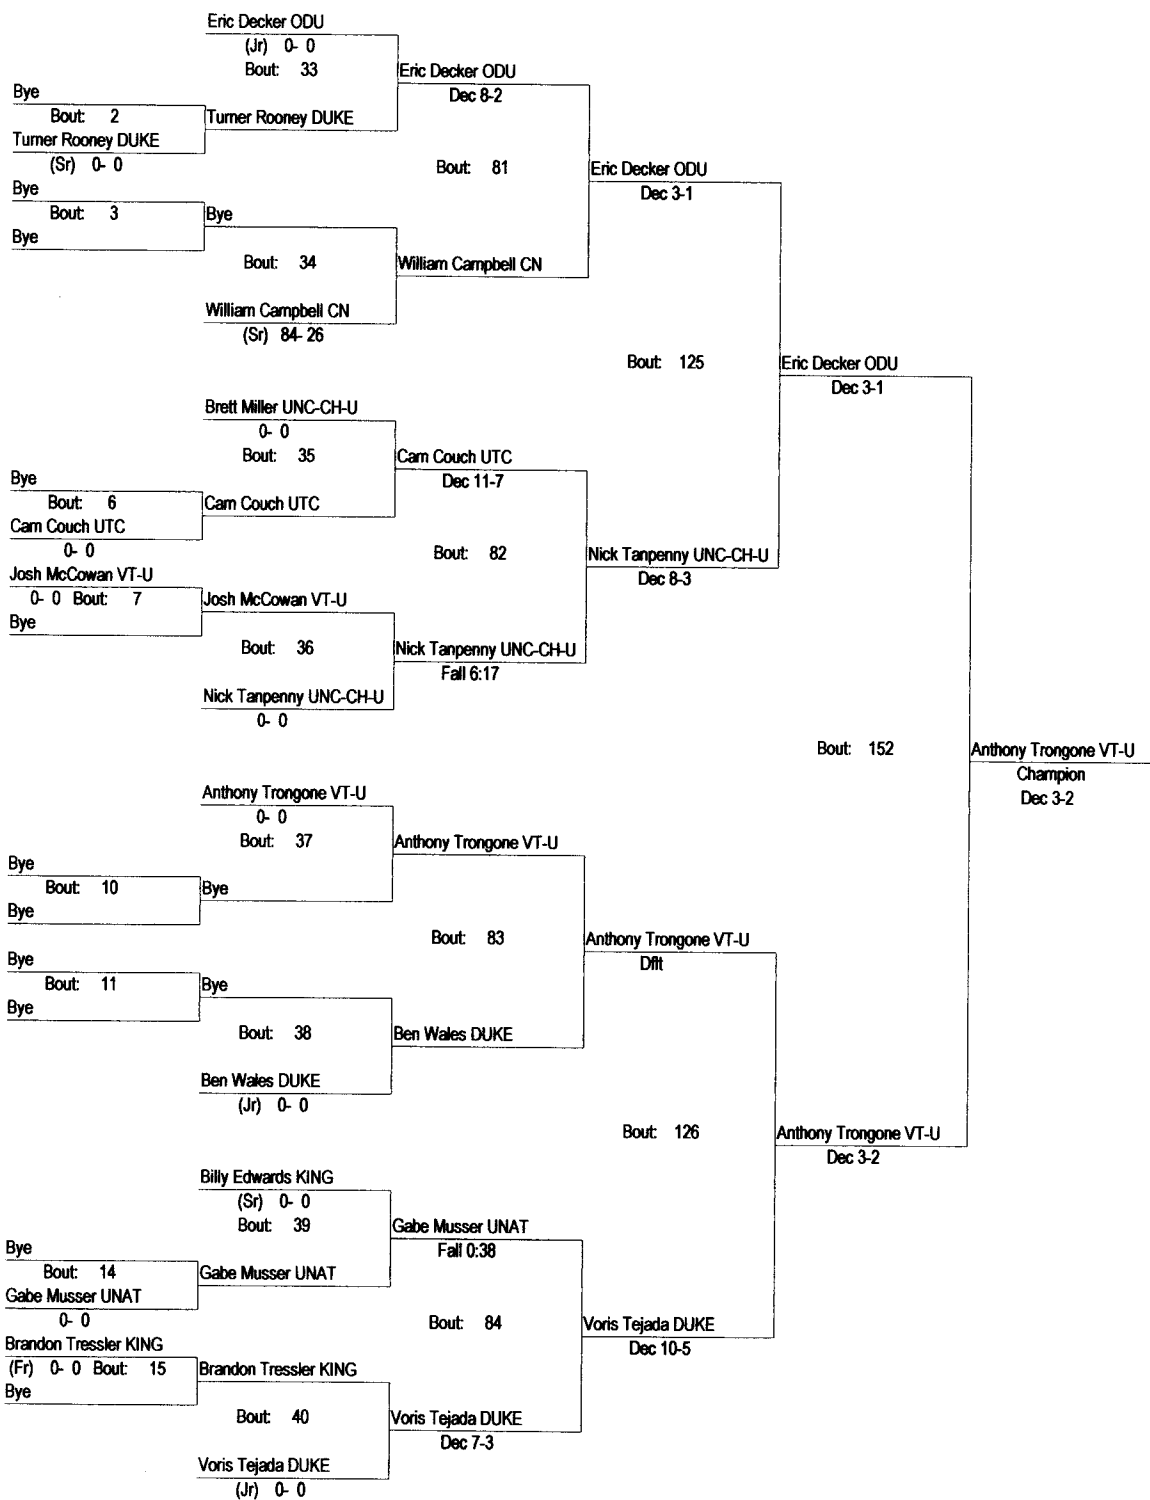 Eric Decker ODU
(Jr) 0- 0
Bout: 33
Eric Decker ODU
Dec 8-2
Bye
Bout: 2
Turner Rooney DUKE
Turner Rooney DUKE
(Sr) 0- 0
Bout: 81
Eric Decker ODU
Dec 3-1
Bye
Bout: 3
Bye
Bye
Bout: 34
William Campbell CN
William Campbell CN
(Sr) 84- 26
Bout: 125
Eric Decker ODU
Dec 3-1
Brett Miller UNC-CH-U
0- 0
Bout: 35
Cam Couch UTC
Dec 11-7
Bye
Bout: 6
Cam Couch UTC
Cam Couch UTC
0- 0
Bout: 82
Nick Tanpenny UNC-CH-U
Dec 8-3
Josh McCowan VT-U
0- 0 Bout: 7
Josh McCowan VT-U
Bye
Bout: 36
Nick Tanpenny UNC-CH-U
Fall 6:17
Nick Tanpenny UNC-CH-U
0- 0
Bout: 152
Anthony Trongone VT-U
Champion
Dec 3-2
Anthony Trongone VT-U
0- 0
Bout: 37
Anthony Trongone VT-U
Bye
Bout: 10
Bye
Bye
Bout: 83
Anthony Trongone VT-U
Dflt
Bye
Bout: 11
Bye
Bye
Bout: 38
Ben Wales DUKE
Ben Wales DUKE
(Jr) 0- 0
Bout: 126
Anthony Trongone VT-U
Dec 3-2
Billy Edwards KING
(Sr) 0- 0
Bout: 39
Gabe Musser UNAT
Fall 0:38
Bye
Bout: 14
Gabe Musser UNAT
Gabe Musser UNAT
0- 0
Bout: 84
Voris Tejada DUKE
Dec 10-5
Brandon Tressler KING
(Fr) 0- 0 Bout: 15
Brandon Tressler KING
Bye
Bout: 40
Voris Tejada DUKE
Dec 7-3
Voris Tejada DUKE
(Jr) 0- 0